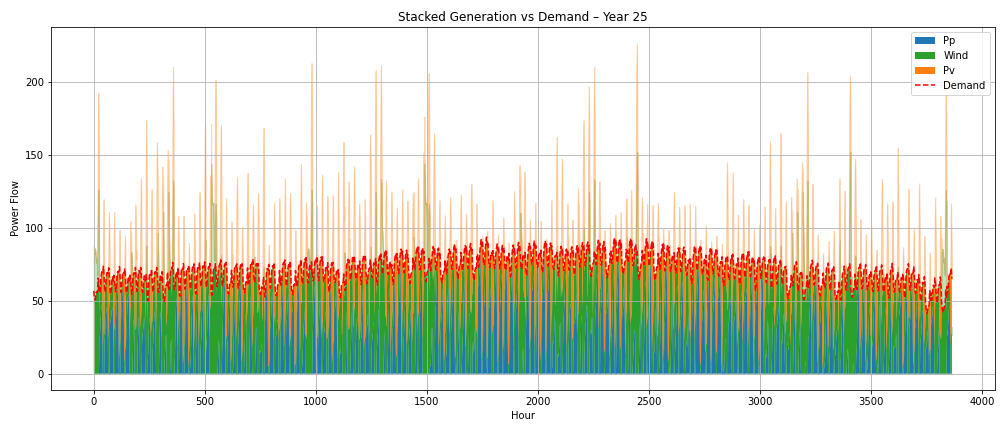 Stacked Generation vs Demand – Year 25
Pp
Wind
Pv
Demand
Power Flow
200
150
100
50
0
0 500 1000 1500 2000 2500 3000 3500 4000
Hour